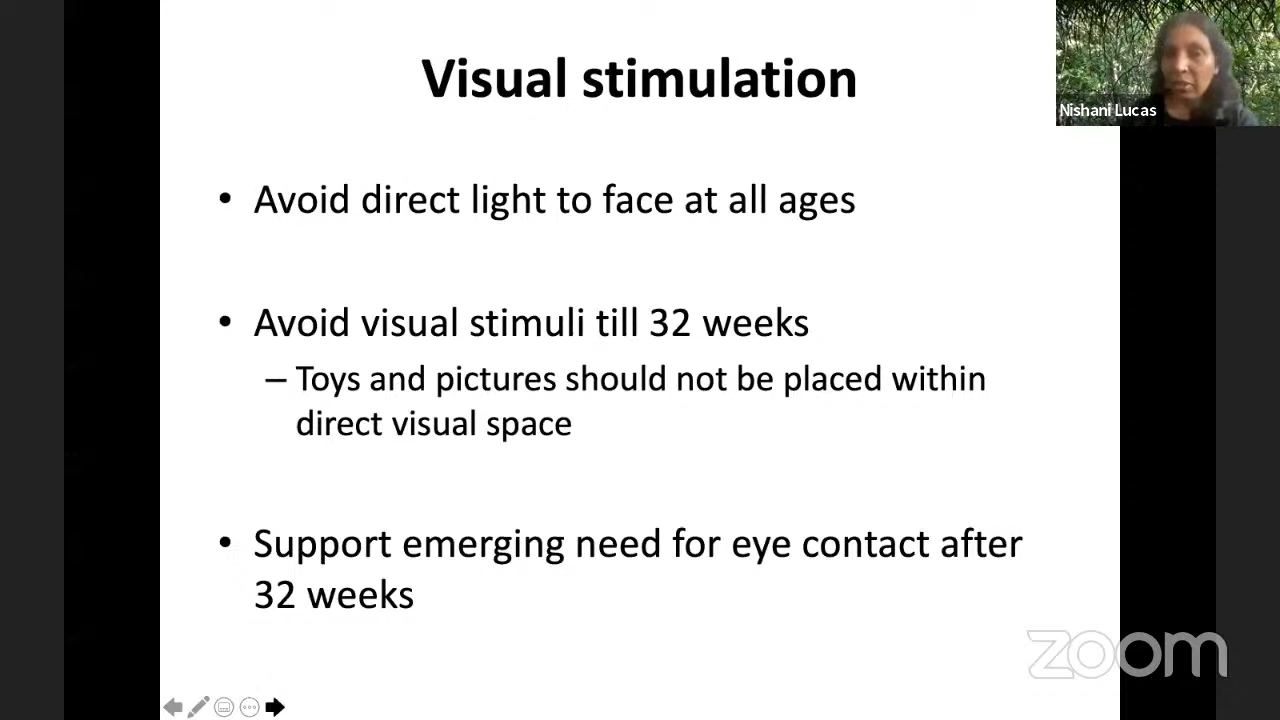 Visual stimulation
Nishani Lucas
• Avoid direct light to face at all ages
• Avoid visual stimuli till 32 weeks
– Toys and pictures should not be placed within
direct visual space
• Support emerging need for eye contact after
32 weeks
zoom